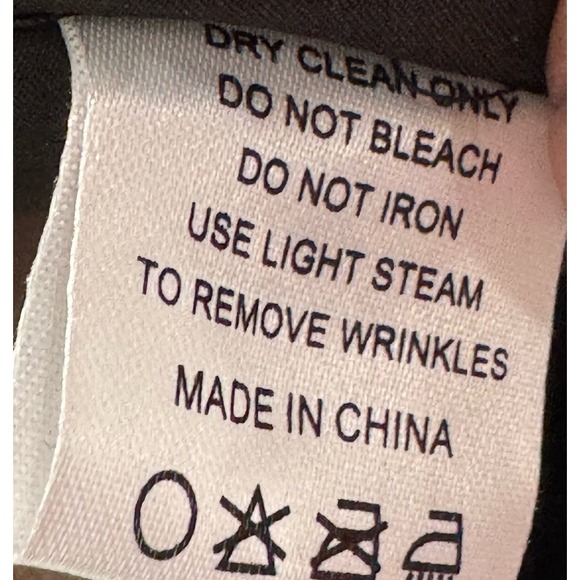 DRY CLEAN ONLY
DO NOT BLEACH
DO NOT IRON
USE LIGHT STEAM
TO REMOVE WRINKLES
MADE IN CHINA